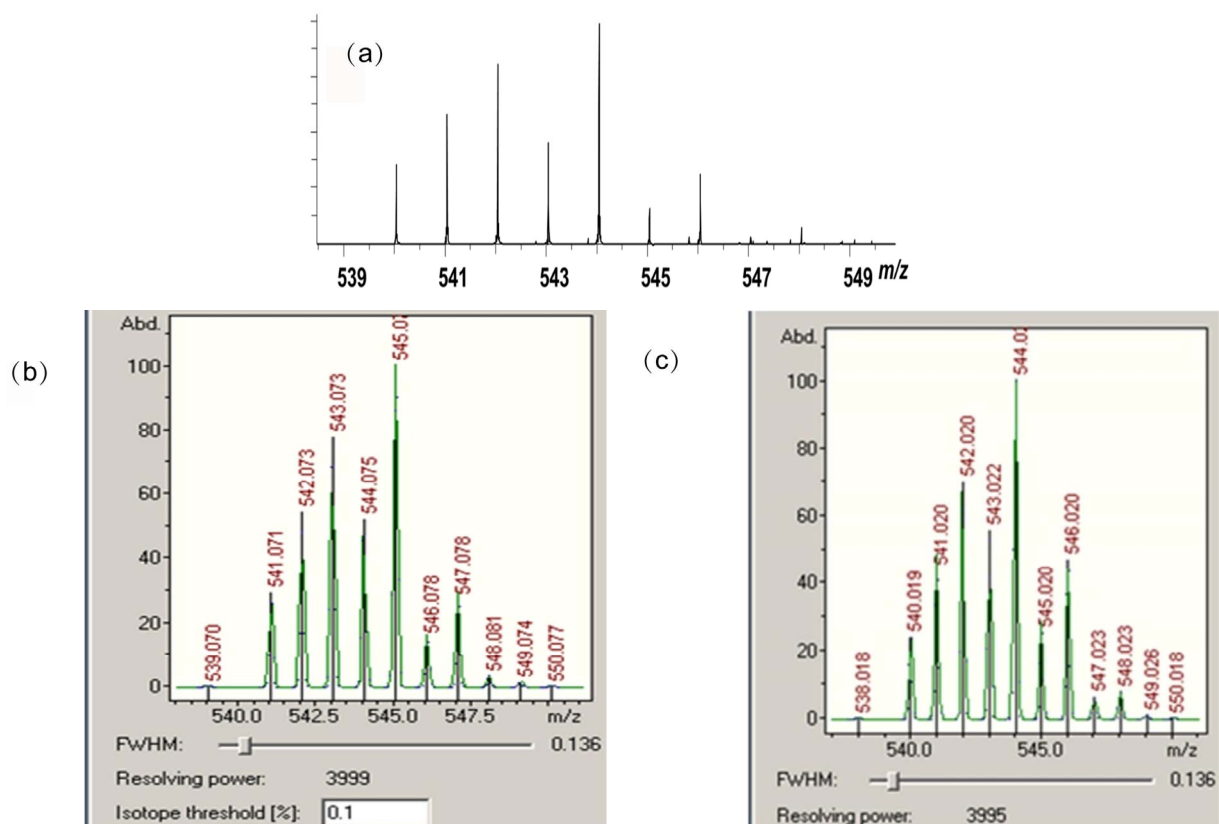 (a)
539 541 543 545 547 549 m/z
(b)
Abd.
100
80
60
40
20
0
539.070
541.071
542.073
543.073
544.075
546.078
547.078
548.081
549.074
550.077
540.0 542.5 545.0 547.5 m/z
FWHM: 0.136
Resolving power: 3999
Isotope threshold [%]: 0.1
(c)
Abd.
100
80
60
40
20
0
538.018
540.019
541.020
542.020
543.022
545.020
546.020
547.023
548.023
549.026
550.018
540.0 545.0 m/z
FWHM: 0.136
Resolving power: 3995